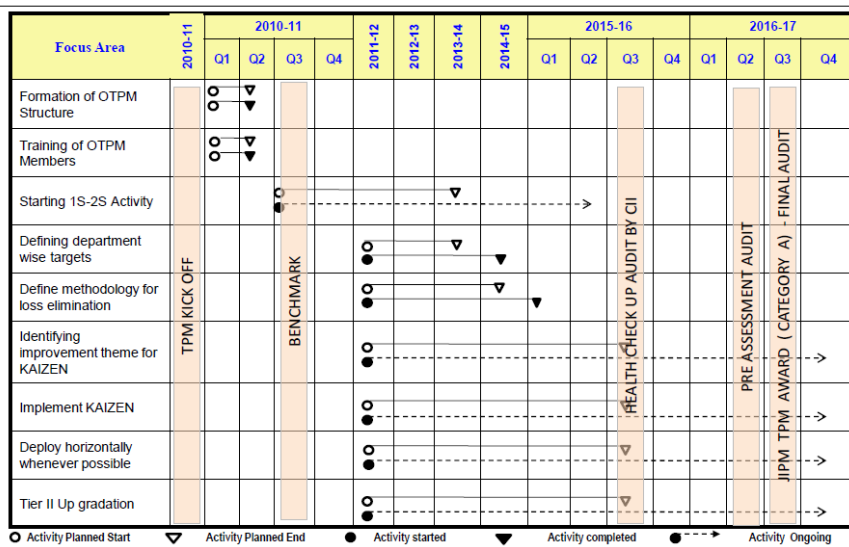 Focus Area
2010-11
2010-11
2011-12
2012-13
2013-14
2014-15
2015-16
2016-17
Q1 Q2 Q3 Q4 Q1 Q2 Q3 Q4 Q1 Q2 Q3 Q4
Formation of OTPM
Structure
Training of OTPM
Members
Starting 1S-2S Activity
Defining department
wise targets
Define methodology for
loss elimination
Identifying
improvement theme for
KAIZEN
Implement KAIZEN
Deploy horizontally
whenever possible
Tier II Up gradation
TPM KICK OFF
BENCHMARK
HEALTH CHECK UP AUDIT BY CII
PRE ASSESSMENT AUDIT
JIPM TPM AWARD ( CATEGORY A) - FINAL AUDIT
Activity Planned Start Activity Planned End Activity started Activity completed Activity Ongoing